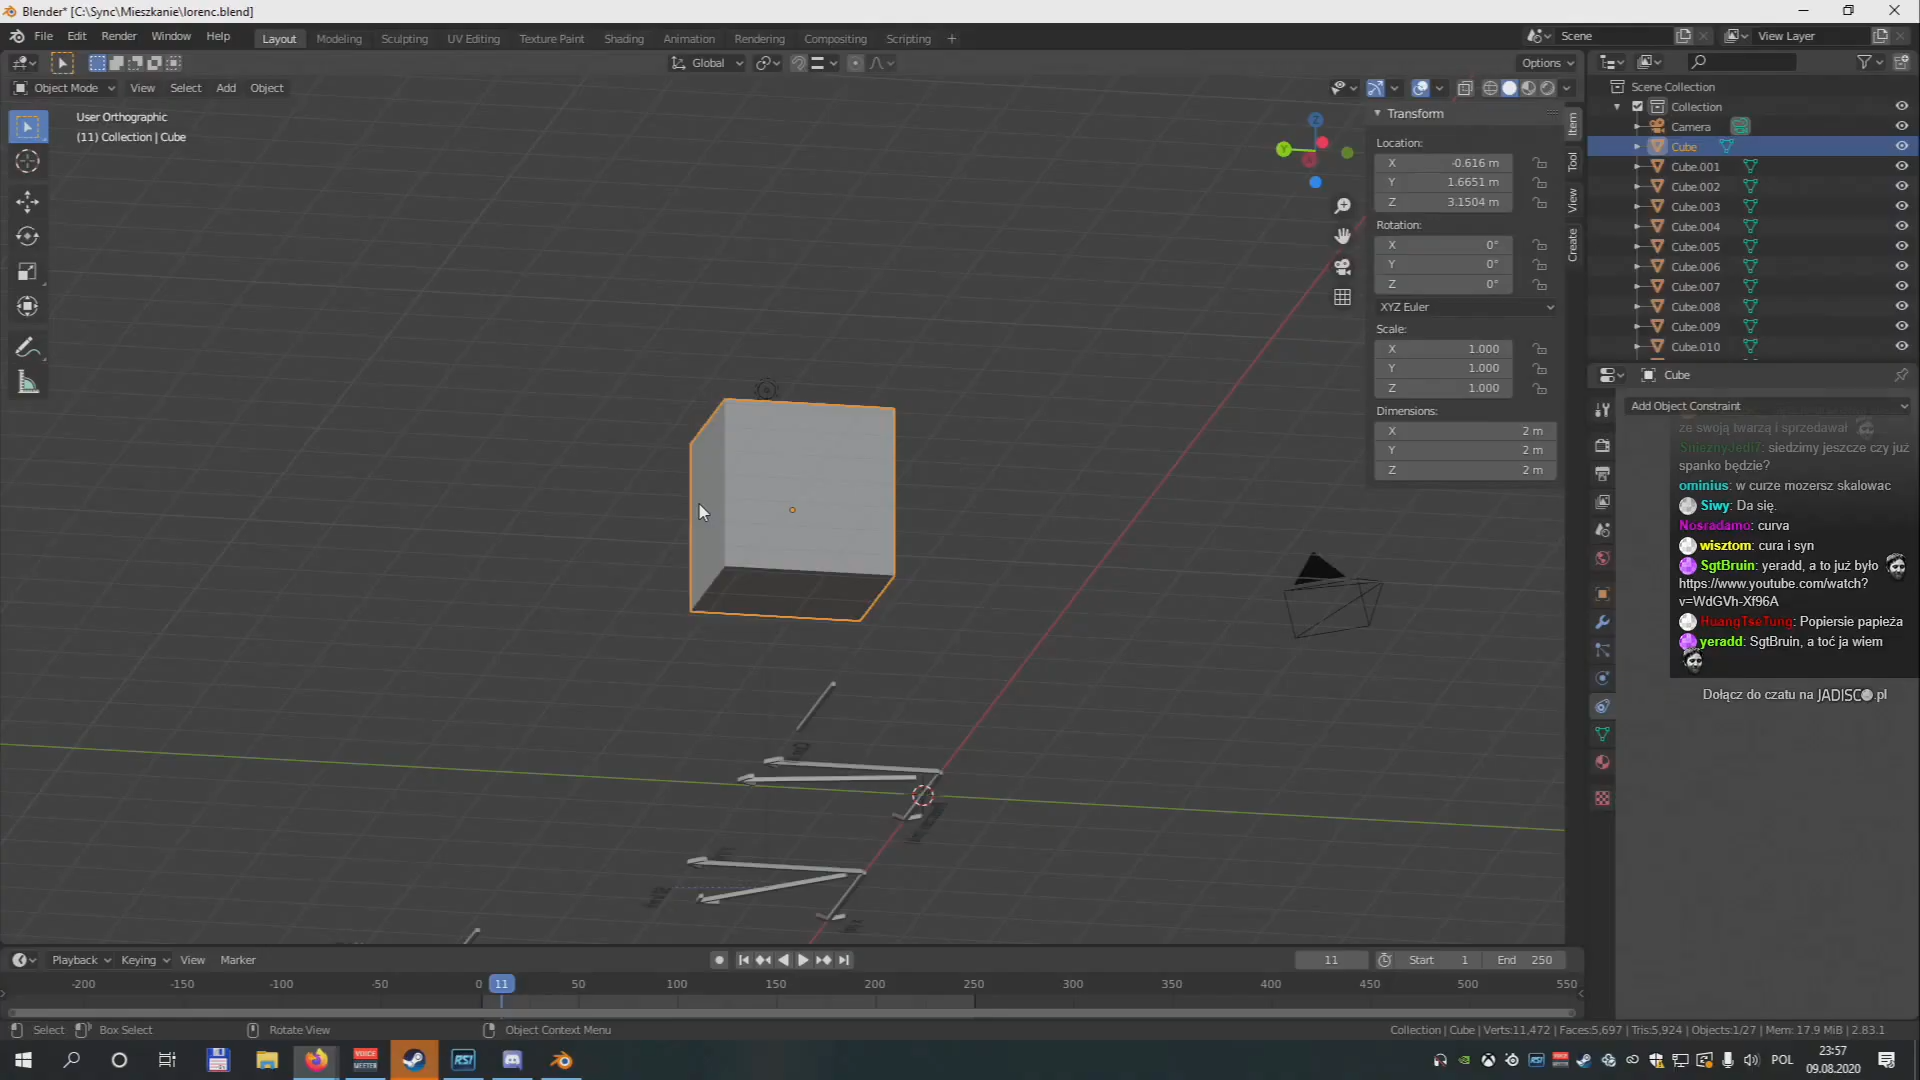 Blender* [C:\Sync\Mieszkanie\lorenc.blend]
File Edit Render Window Help Layout Modeling Sculpting UV Editing Texture Paint Shading Animation Rendering Compositing Scripting + Scene View Layer
Global Options
Object Mode View Select Add Object
User Orthographic
(11) Collection | Cube
Transform
Location:
X -0.616 m
Y 1.6651 m
Z 3.1504 m
Rotation:
X 0°
Y 0°
Z 0°
XYZ Euler
Scale:
X 1.000
Y 1.000
Z 1.000
Dimensions:
X 2 m
Y 2 m
Z 2 m
Item
Tool
View
Create
Z
Y
Scene Collection
Collection
Camera
Cube
Cube.001
Cube.002
Cube.003
Cube.004
Cube.005
Cube.006
Cube.007
Cube.008
Cube.009
Cube.010
Cube
Add Object Constraint
ze swoją twarzą i sprzedawał
SnieznyJedi7: siedzimy jeszcze czy już
spanko będzie?
ominius: w curze mozersz skalowac
Siwy: Da się.
Nosradamo: curva
wisztom: cura i syn
SgtBruin: yeradd, a to już było
https://www.youtube.com/watch?
v=WdGVh-Xf96A
HuangTseTung: Popiersie papieża
yeradd: SgtBruin, a toć ja wiem
Dołącz do czatu na JADISCO.pl
Playback Keying View Marker 11 Start 1 End 250
-200 -150 -100 -50 0 11 50 100 150 200 250 300 350 400 450 500 550
Select Box Select Rotate View Object Context Menu Collection | Cube | Verts:11,472 | Faces:5,697 | Tris:5,924 | Objects:1/27 | Mem: 17.9 MiB | 2.83.1
VOICE
MEETER
RSI
POL
23:57
09.08.2020